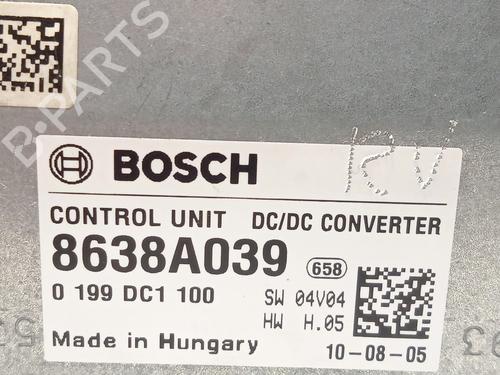 B-PARTS
RV
BOSCH
CONTROL UNIT DC/DC CONVERTER
8638A039 658
0 199 DC1 100 SW 04V04
HW H.05
Made in Hungary 10-08-05